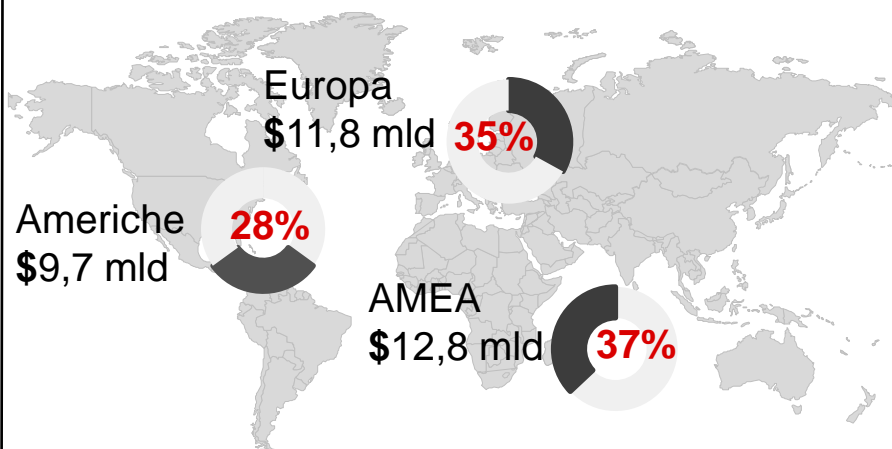 Europa
$11,8 mld
35%
Americhe
$9,7 mld
28%
AMEA
$12,8 mld
37%